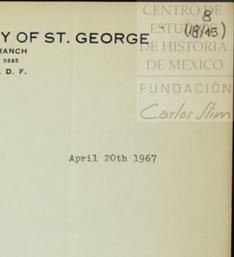 CENTRO DE
ESTUDIOS
DE HISTORIA
DE MEXICO
FUNDACIÓN
Carlos Slim
8
(18/45)
Y OF ST. GEORGE
RANCH
9565
. D. F.
April 20th 1967